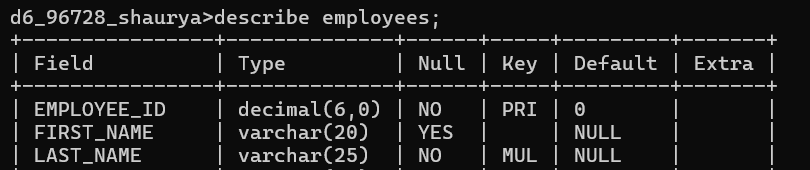 d6_96728_shaurya>describe employees;
+----------------+--------------+------+-----+---------+-------+
| Field          | Type         | Null | Key | Default | Extra |
+----------------+--------------+------+-----+---------+-------+
| EMPLOYEE_ID    | decimal(6,0) | NO   | PRI | 0       |       |
| FIRST_NAME     | varchar(20)  | YES  |     | NULL    |       |
| LAST_NAME      | varchar(25)  | NO   | MUL | NULL    |       |